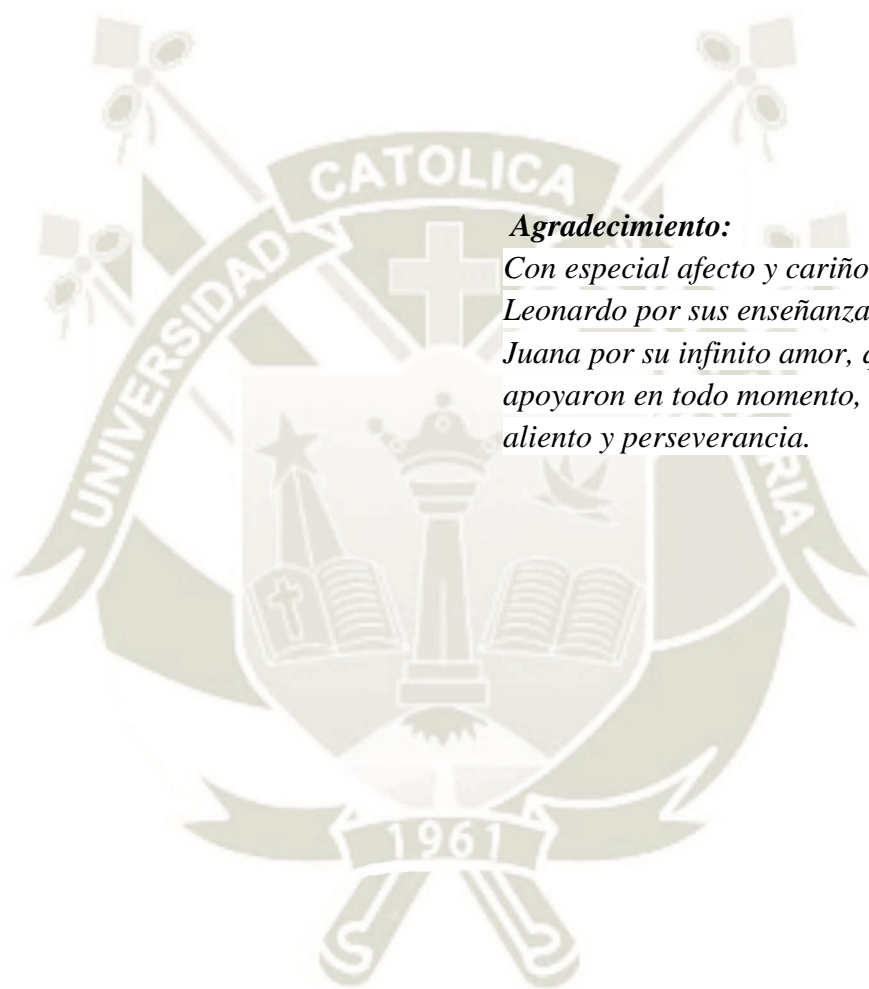 CATOLICA
UNIVERSIDAD
Agradecimiento:
Con especial afecto y cariño
Leonardo por sus enseñanza
Juana por su infinito amor,
apoyaron en todo momento,
aliento y perseverancia.
RIA
1961